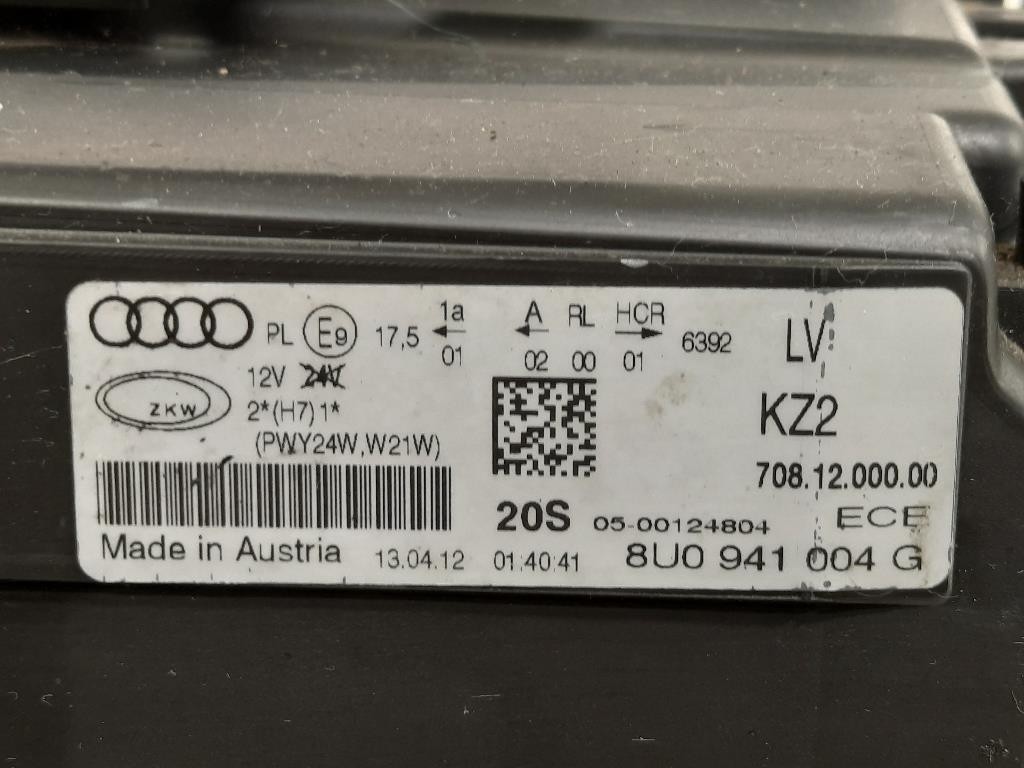 PL E9 17,5 1a A RL HCR 6392 LV
01 02 00 01
12V 24V
ZKW 2*(H7) 1* KZ2
(PWY24W,W21W)
708.12.000.00
20S 05-00124804 ECE
Made in Austria 13.04.12 01:40:41 8U0 941 004 G